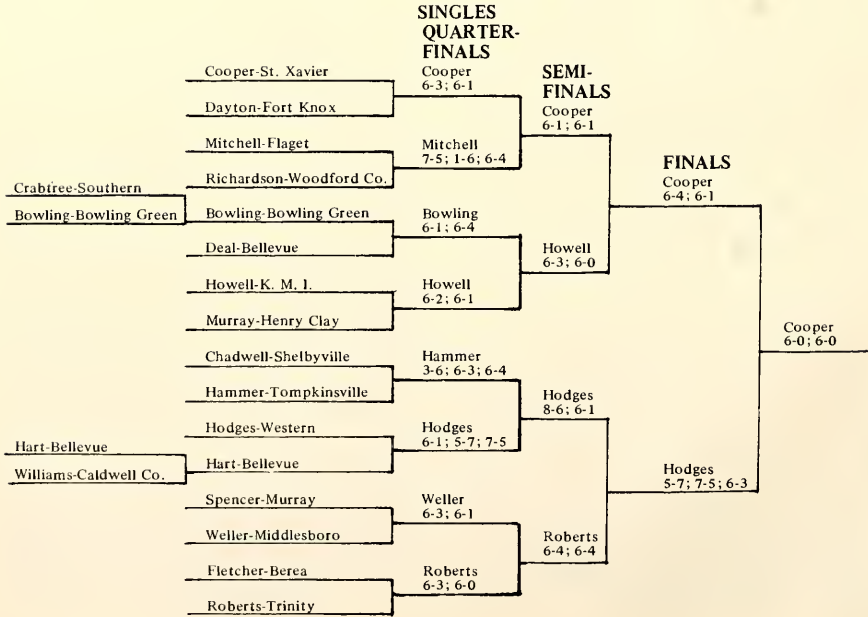 SINGLES
QUARTER-
FINALS
SEMI-
FINALS
FINALS
Crabtree-Southern
Bowling-Bowling Green
Hart-Bellevue
Williams-Caldwell Co.
Cooper-St. Xavier
Dayton-Fort Knox
Mitchell-Flaget
Richardson-Woodford Co.
Bowling-Bowling Green
Deal-Bellevue
Howell-K. M. I.
Murray-Henry Clay
Chadwell-Shelbyville
Hammer-Tompkinsville
Hodges-Western
Hart-Bellevue
Spencer-Murray
Weller-Middlesboro
Fletcher-Berea
Roberts-Trinity
Cooper
6-3; 6-1
Mitchell
7-5; 1-6; 6-4
Bowling
6-1; 6-4
Howell
6-2; 6-1
Hammer
3-6; 6-3; 6-4
Hodges
6-1; 5-7; 7-5
Weller
6-3; 6-1
Roberts
6-3; 6-0
Cooper
6-1; 6-1
Howell
6-3; 6-0
Hodges
8-6; 6-1
Roberts
6-4; 6-4
Cooper
6-4; 6-1
Hodges
5-7; 7-5; 6-3
Cooper
6-0; 6-0